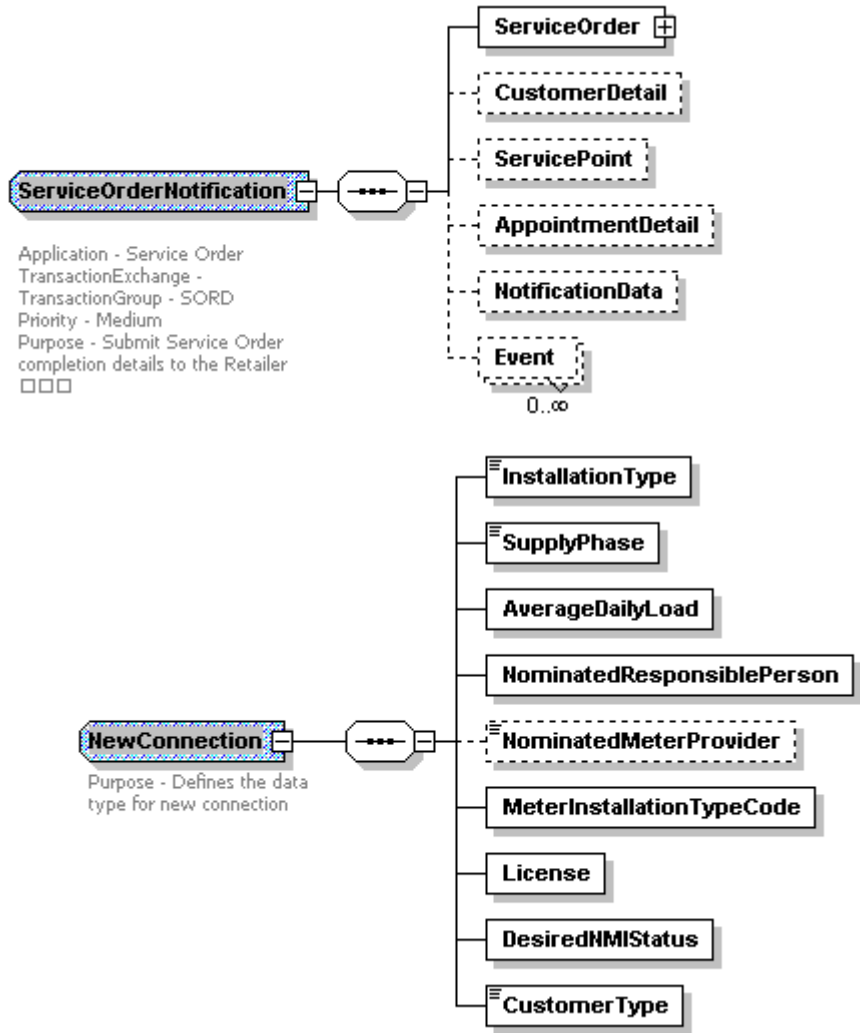 ServiceOrder
CustomerDetail
ServicePoint
ServiceOrderNotification
AppointmentDetail
NotificationData
Event
0..∞
Application - Service Order
TransactionExchange -
TransactionGroup - SORD
Priority - Medium
Purpose - Submit Service Order
completion details to the Retailer
□□□
InstallationType
SupplyPhase
AverageDailyLoad
NominatedResponsiblePerson
NewConnection
NominatedMeterProvider
Purpose - Defines the data
type for new connection
MeterInstallationTypeCode
License
DesiredNMIStatus
CustomerType